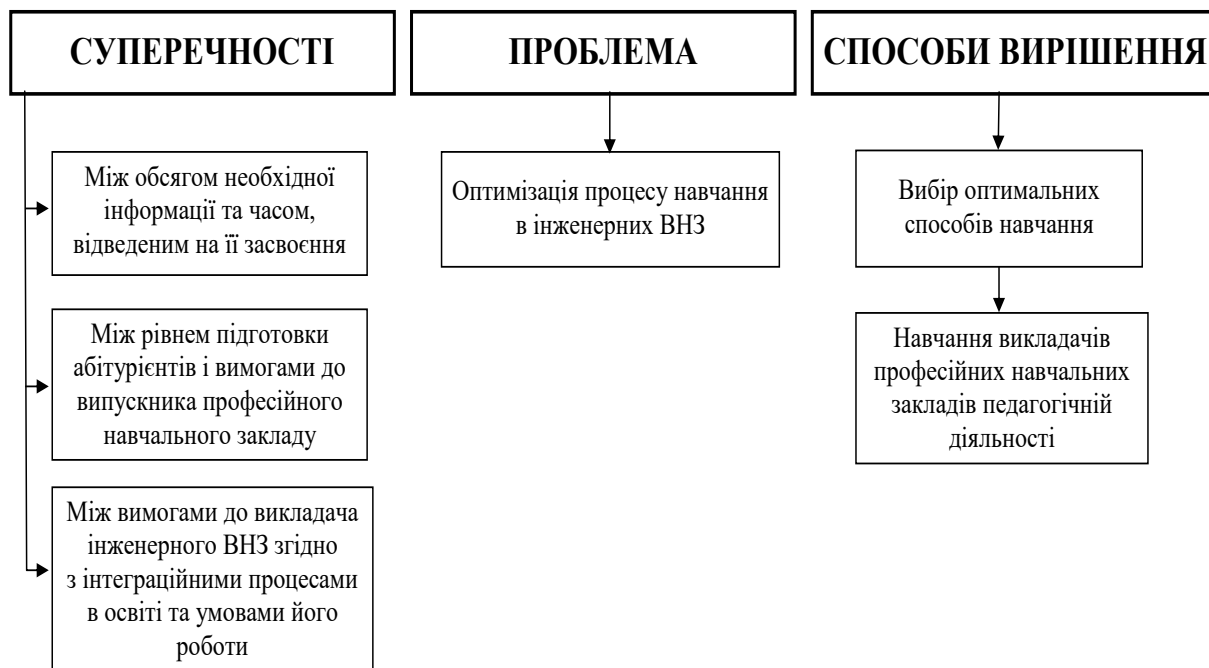 СУПЕРЕЧНОСТІ
Між обсягом необхідної
інформації та часом,
відведеним на її засвоєння
Між рівнем підготовки
абітурієнтів і вимогами до
випускника професійного
навчального закладу
Між вимогами до викладача
інженерного ВНЗ згідно
з інтеграційними процесами
в освіті та умовами його
роботи
ПРОБЛЕМА
Оптимізація процесу навчання
в інженерних ВНЗ
СПОСОБИ ВИРІШЕННЯ
Вибір оптимальних
способів навчання
Навчання викладачів
професійних навчальних
закладів педагогічній
діяльності